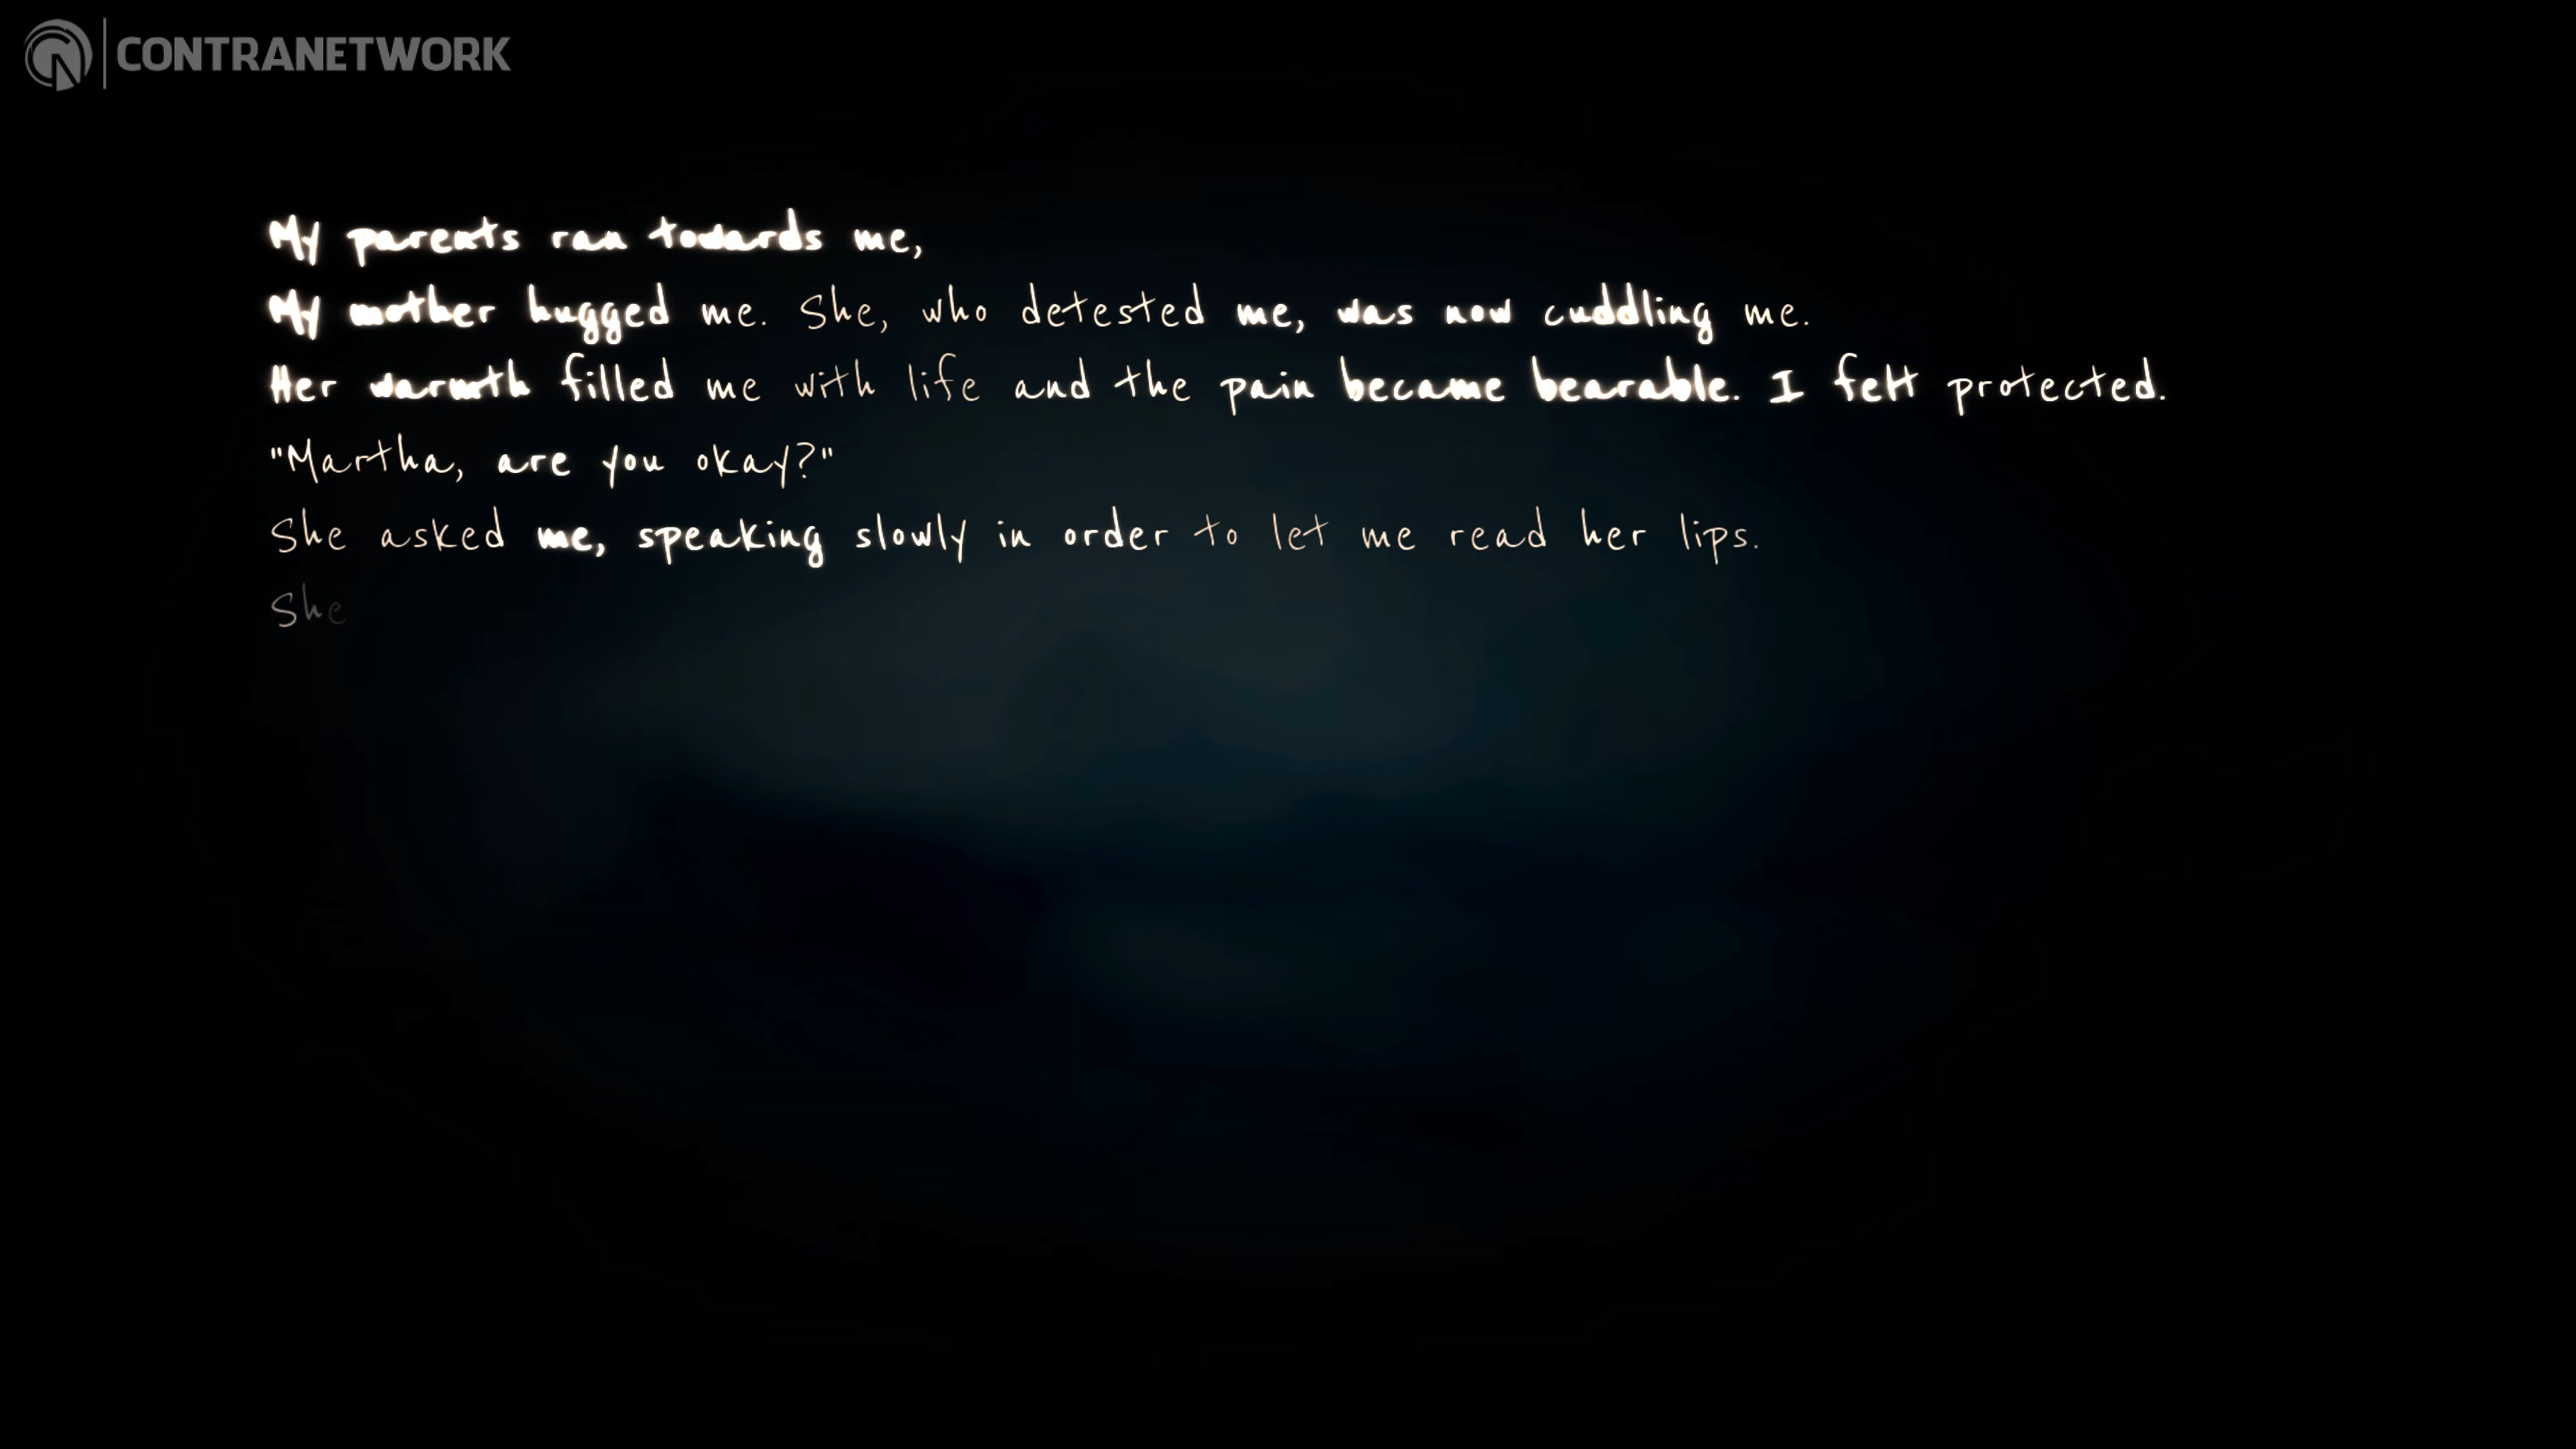 CONTRANETWORK
My parents ran towards me,
My mother hugged me. She, who detested me, was now cuddling me.
Her warmth filled me with life and the pain became bearable. I felt protected.
"Martha, are you okay?"
She asked me, speaking slowly in order to let me read her lips.
She